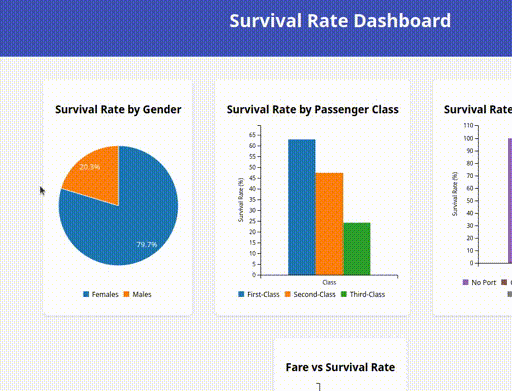 Survival Rate Dashboard
Survival Rate by Gender
20.3%
79.7%
Females Males
Survival Rate by Passenger Class
Survival Rate (%)
65
60
55
50
45
40
35
30
25
20
15
10
5
0
Class
First-Class Second-Class Third-Class
Survival Rate
Survival Rate (%)
110
100
90
80
70
60
50
40
30
20
10
0
No Port
Fare vs Survival Rate